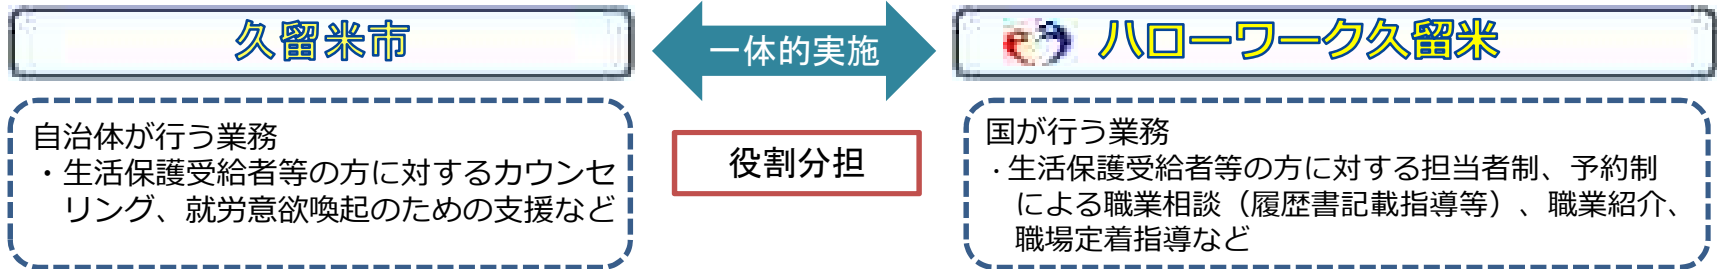 久留米市
一体的実施
ハローワーク久留米
自治体が行う業務
・生活保護受給者等の方に対するカウンセ
リング、就労意欲喚起のための支援など
役割分担
国が行う業務
・生活保護受給者等の方に対する担当者制、予約制
による職業相談（履歴書記載指導等）、職業紹介、
職場定着指導など